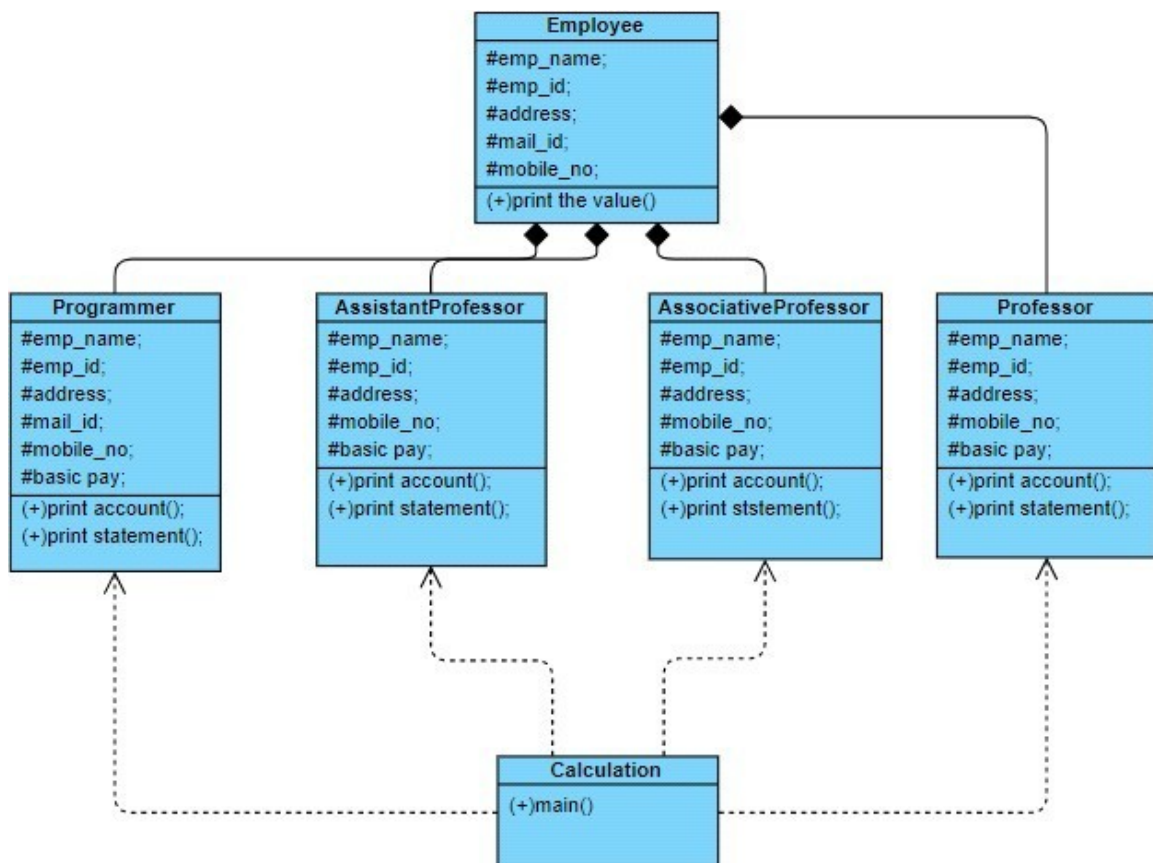 Employee
#emp_name;
#emp_id;
#address;
#mail_id;
#mobile_no;
(+)print the value()
Programmer
#emp_name;
#emp_id;
#address;
#mail_id;
#mobile_no;
#basic pay;
(+)print account();
(+)print statement();
AssistantProfessor
#emp_name;
#emp_id;
#address;
#mobile_no;
#basic pay;
(+)print account();
(+)print statement();
AssociativeProfessor
#emp_name;
#emp_id;
#address;
#mobile_no;
#basic pay;
(+)print account();
(+)print ststement();
Professor
#emp_name;
#emp_id;
#address;
#mobile_no;
#basic pay;
(+)print account();
(+)print statement();
Calculation
(+)main()